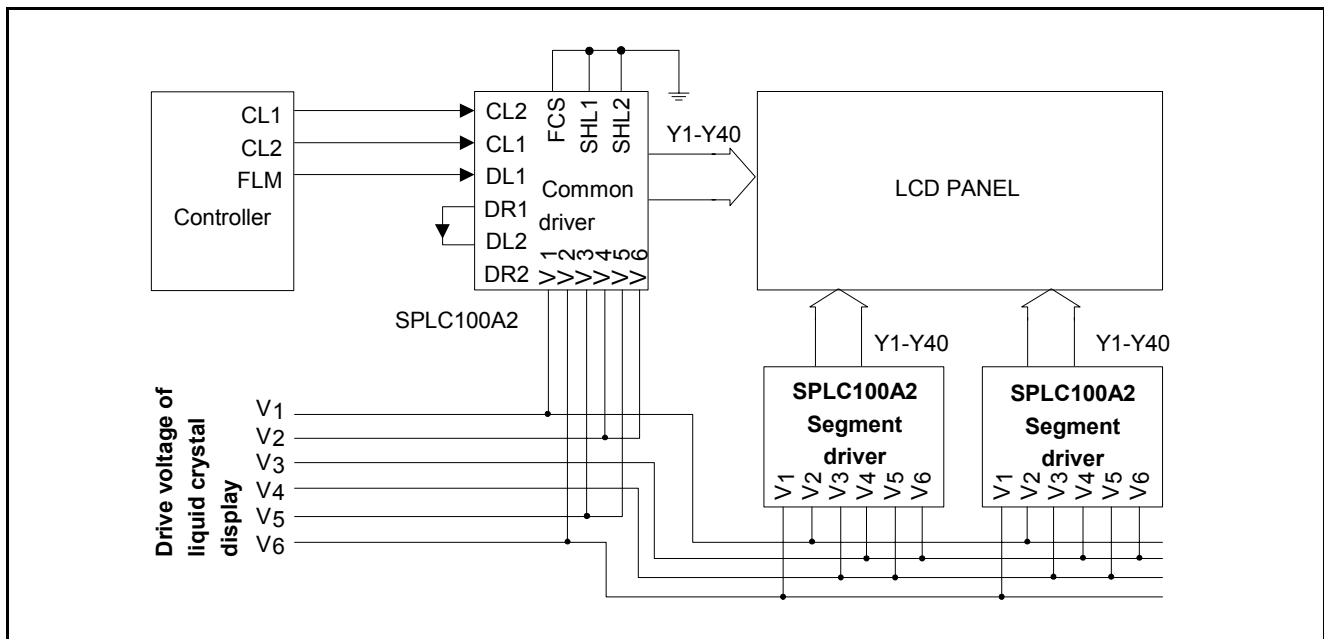 CL1
CL2
FLM
Controller
CL2
CL1
DL1
DR1
DL2
DR2
FCS
SHL1
SHL2
Common
driver
V1
V2
V3
V4
V5
V6
SPLC100A2
Y1-Y40
LCD PANEL
Y1-Y40
Y1-Y40
SPLC100A2
Segment
driver
V1
V2
V3
V4
V5
V6
SPLC100A2
Segment
driver
V1
V2
V3
V4
V5
V6
Drive voltage of
liquid crystal
display
V1
V2
V3
V4
V5
V6